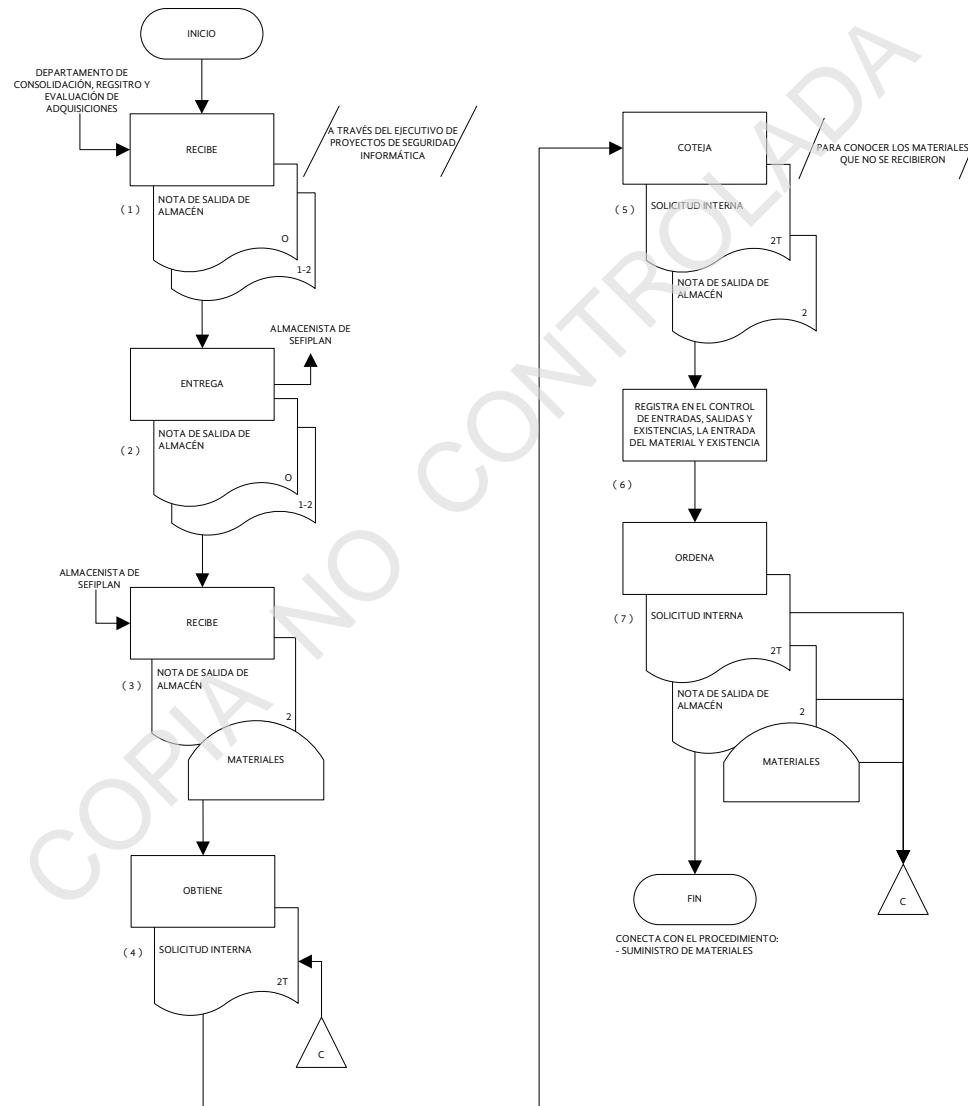 INICIO
DEPARTAMENTO DE
CONSOLIDACIÓN, REGSITRO Y
EVALUACIÓN DE
ADQUISICIONES
RECIBE
A TRAVÉS DEL EJECUTIVO DE
PROYECTOS DE SEGURIDAD
INFORMÁTICA
( 1 )
NOTA DE SALIDA DE
ALMACÉN
O
1-2
ALMACENISTA DE
SEFIPLAN
ENTREGA
( 2 )
NOTA DE SALIDA DE
ALMACÉN
O
1-2
ALMACENISTA DE
SEFIPLAN
RECIBE
( 3 )
NOTA DE SALIDA DE
ALMACÉN
2
MATERIALES
OBTIENE
( 4 )
SOLICITUD INTERNA
2T
C
COTEJA
PARA CONOCER LOS MATERIALES
QUE NO SE RECIBIERON
( 5 )
SOLICITUD INTERNA
2T
NOTA DE SALIDA DE
ALMACÉN
2
REGISTRA EN EL CONTROL
DE ENTRADAS, SALIDAS Y
EXISTENCIAS, LA ENTRADA
DEL MATERIAL Y EXISTENCIA
( 6 )
ORDENA
( 7 )
SOLICITUD INTERNA
2T
NOTA DE SALIDA DE
ALMACÉN
2
MATERIALES
C
FIN
CONECTA CON EL PROCEDIMIENTO:
- SUMINISTRO DE MATERIALES
COPIA NO CONTROLADA